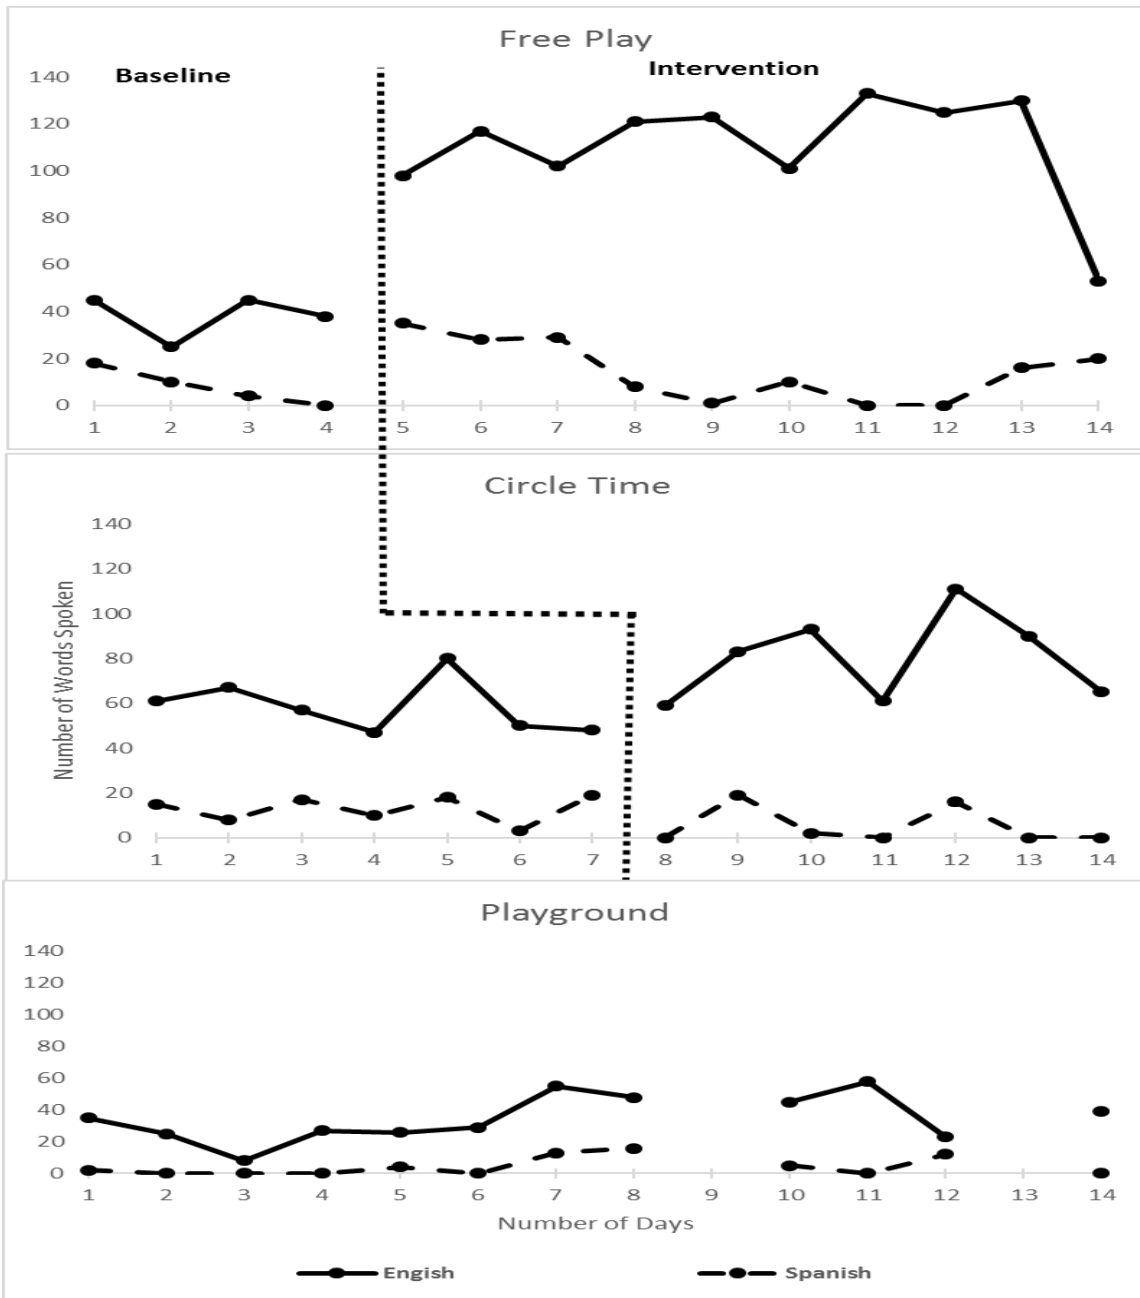 Free Play
Baseline Intervention
140
120
100
80
60
40
20
0
1 2 3 4 5 6 7 8 9 10 11 12 13 14
Circle Time
Number of Words Spoken
140
120
100
80
60
40
20
0
1 2 3 4 5 6 7 8 9 10 11 12 13 14
Playground
140
120
100
80
60
40
20
0
1 2 3 4 5 6 7 8 9 10 11 12 13 14
Number of Days
Engish Spanish